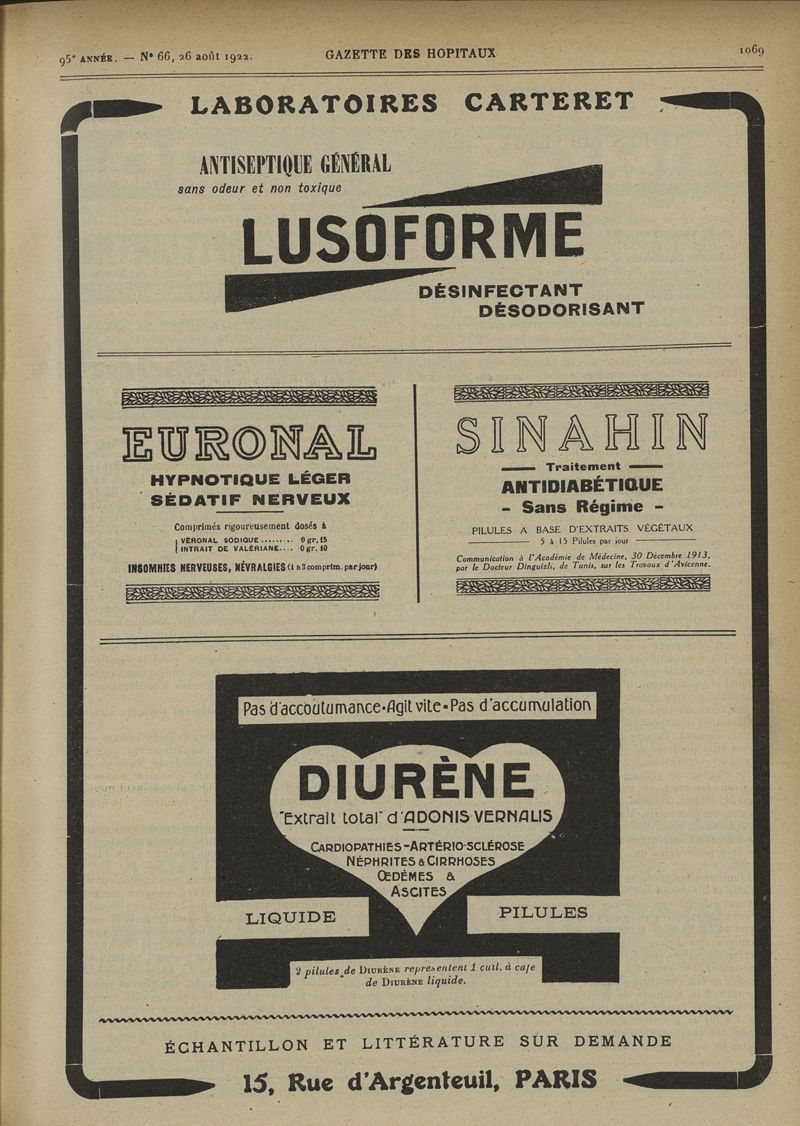 95e ANNÉE. — N° 66, 26 août 1922.
GAZETTE DES HOPITAUX
1069
LABORATOIRES CARTERET
ANTISEPTIQUE GÉNÉRAL
sans odeur et non toxique
LUSOFORME
DÉSINFECTANT
DÉSODORISANT
EURONAL
HYPNOTIQUE LÉGER
SÉDATIF NERVEUX
Comprimés rigoureusement dosés à
VÉRONAL SODIQUE ......... 0 gr. 15
INTRAIT DE VALÉRIANE.... 0 gr. 10
INSOMNIES NERVEUSES, NÉVRALGIES (1 à 3 comprim. par jour)
SINAHIN
Traitement
ANTIDIABÉTIQUE
- Sans Régime -
PILULES A BASE D'EXTRAITS VÉGÉTAUX
5 à 15 Pilules par jour
Communication à l'Académie de Médecine, 30 Décembre 1913,
par le Docteur Dinguizli, de Tunis, sur les Travaux d'Avicenne.
Pas d'accoutumance • Agit vite • Pas d'accumulation
DIURÈNE
"Extrait total" d'ADONIS VERNALIS
CARDIOPATHIES - ARTÉRIO-SCLÉROSE
NÉPHRITES & CIRRHOSES
ŒDÈMES &
ASCITES
LIQUIDE
PILULES
2 pilules de DIURÈNE représentent 1 cuil. à café
de DIURÈNE liquide.
ÉCHANTILLON ET LITTÉRATURE SUR DEMANDE
15, Rue d'Argenteuil, PARIS